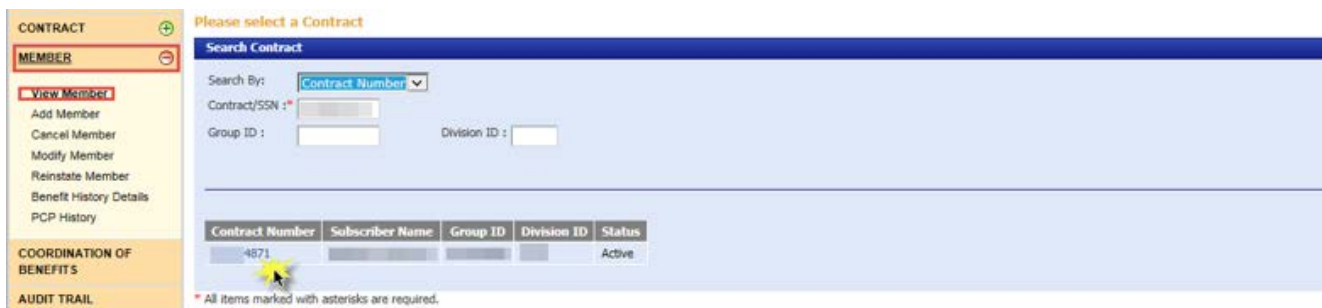 CONTRACT
MEMBER
View Member
Add Member
Cancel Member
Modify Member
Reinstate Member
Benefit History Details
PCP History
COORDINATION OF
BENEFITS
AUDIT TRAIL
Please select a Contract
Search Contract
Search By: Contract Number
Contract/SSN :*
Group ID : Division ID :
Contract Number Subscriber Name Group ID Division ID Status
4871 Active
* All items marked with asterisks are required.